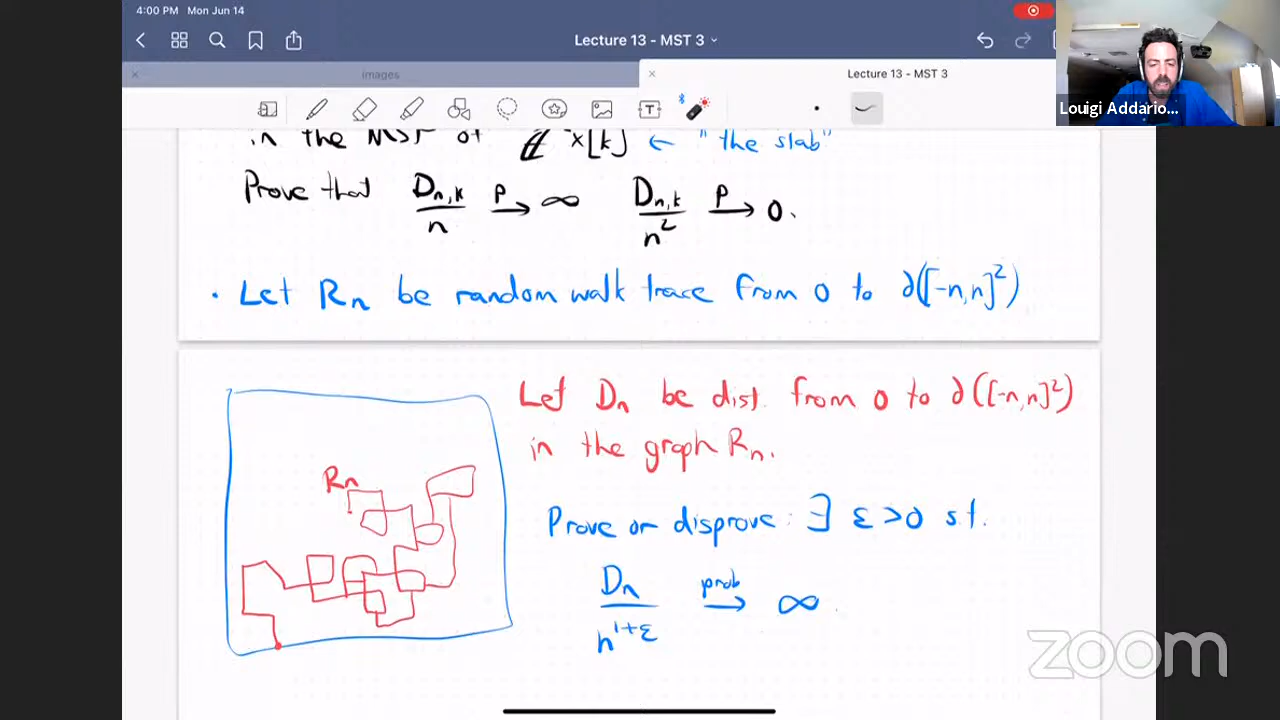 4:00 PM Mon Jun 14
Lecture 13 - MST 3
images
Lecture 13 - MST 3
Louigi Addario...
in the MST of x[k] ← "the slab"
Prove that D_{n,k}/n →^p ∞ D_{n,k}/n^2 →^p 0.
• Let R_n be random walk trace from 0 to ∂([-n,n]^2)
Let D_n be dist. from 0 to ∂([-n,n]^2)
in the graph R_n.
R_n
Prove or disprove: ∃ ε>0 s.t.
D_n/n^{1+ε} →^{prob} ∞
zoom